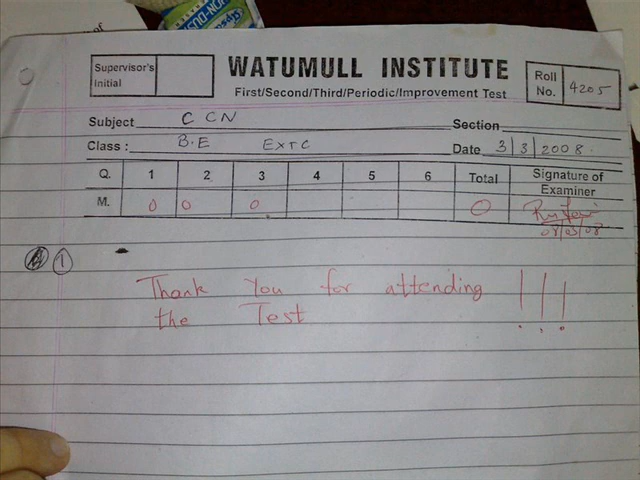 Supervisor's Initial
WATUMULL INSTITUTE
First/Second/Third/Periodic/Improvement Test
Roll No. 4205
Subject C CN
Section
Class : B.E EXTC
Date 3/3/2008.
Q. 1 2 3 4 5 6 Total Signature of Examiner
M. 0 0 0 0
03/03/08
1
Thank You for attending !!!
the Test